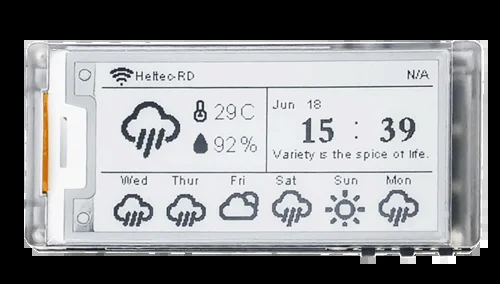 Heltec-RD N/A
29C
92%
Jun 18
15 : 39
Variety is the spice of life.
Wed Thur Fri Sat Sun Mon